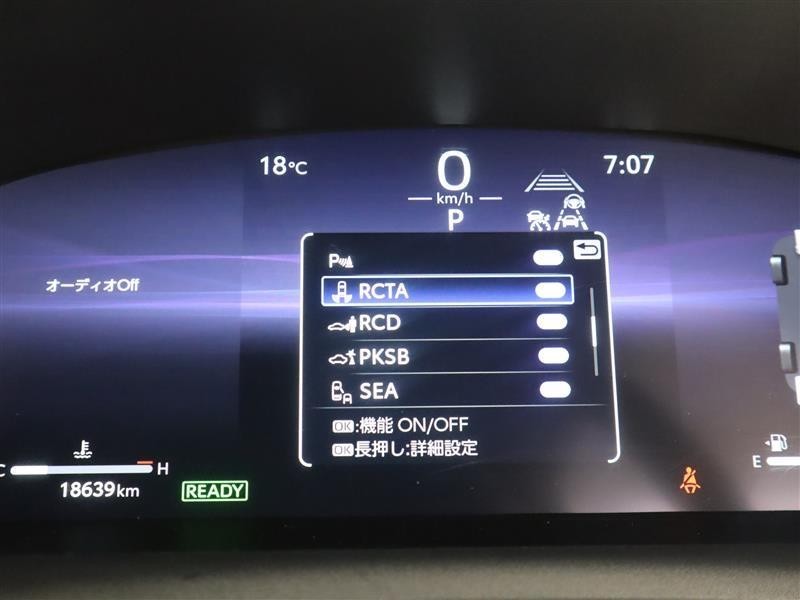 18℃
0
km/h
P
7:07
オーディオOff
P
RCTA
RCD
PKSB
SEA
OK:機能 ON/OFF
OK長押し:詳細設定
C
H
18639km
READY
E